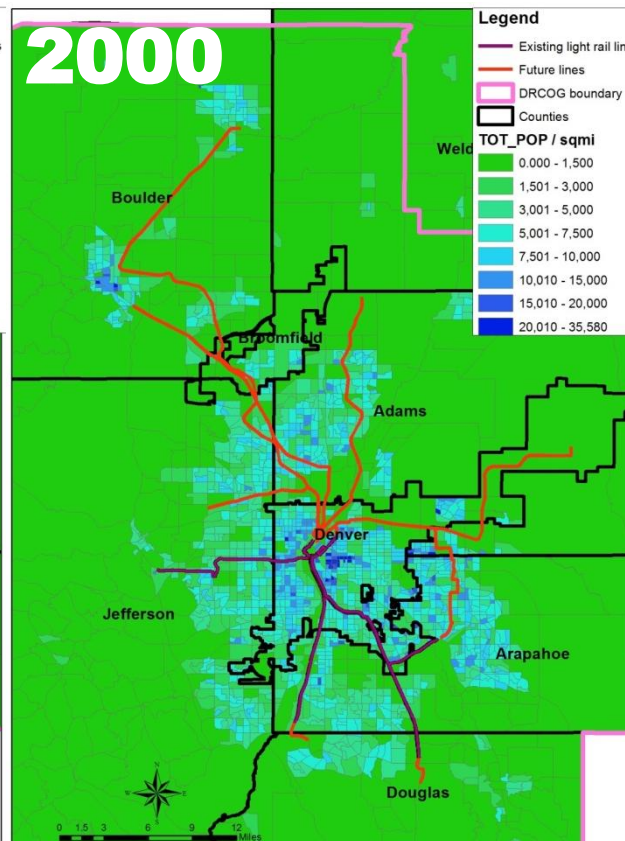 2000
Legend
Existing light rail lin
Future lines
DRCOG boundary
Counties
TOT_POP / sqmi
0.000 - 1,500
1,501 - 3,000
3,001 - 5,000
5,001 - 7,500
7,501 - 10,000
10,010 - 15,000
15,010 - 20,000
20,010 - 35,580
Weld
Boulder
Broomfield
Adams
Denver
Jefferson
Arapahoe
Douglas
N
W E
S
0 1.5 3 6 9 12
Miles